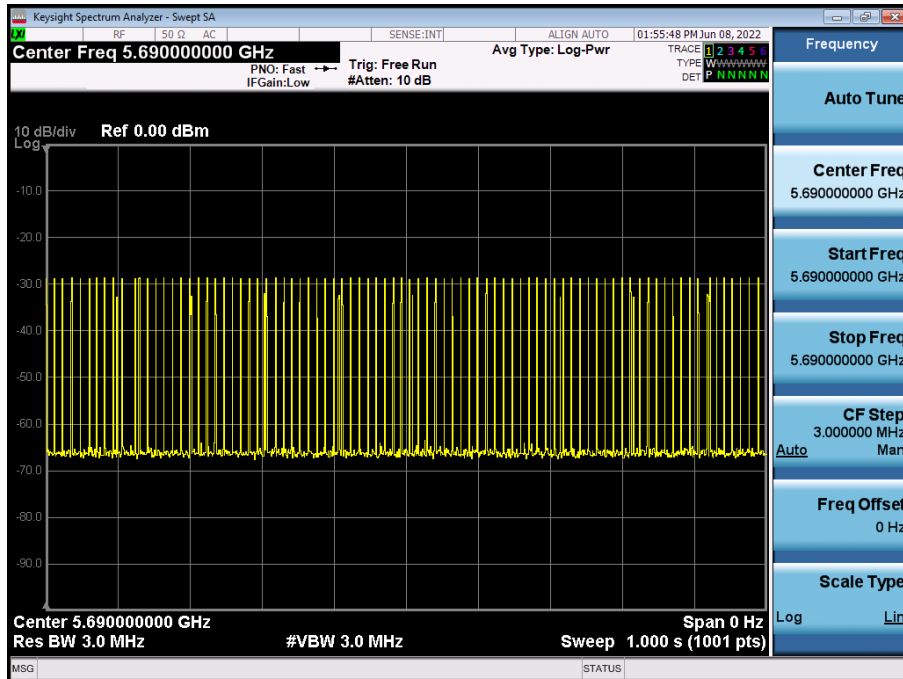 Keysight Spectrum Analyzer - Swept SA
LXI RF 50 Ω AC SENSE:INT ALIGN AUTO 01:55:48 PM Jun 08, 2022
Center Freq 5.690000000 GHz
PNO: Fast
IFGain:Low
Trig: Free Run
#Atten: 10 dB
Avg Type: Log-Pwr
TRACE 1 2 3 4 5 6
TYPE W W W W W W
DET P N N N N N
10 dB/div Ref 0.00 dBm
Log
-10.0
-20.0
-30.0
-40.0
-50.0
-60.0
-70.0
-80.0
-90.0
Center 5.690000000 GHz Span 0 Hz
Res BW 3.0 MHz #VBW 3.0 MHz Sweep 1.000 s (1001 pts)
MSG STATUS
Frequency
Auto Tune
Center Freq
5.690000000 GHz
Start Freq
5.690000000 GHz
Stop Freq
5.690000000 GHz
CF Step
3.000000 MHz
Auto Man
Freq Offset
0 Hz
Scale Type
Log Lin